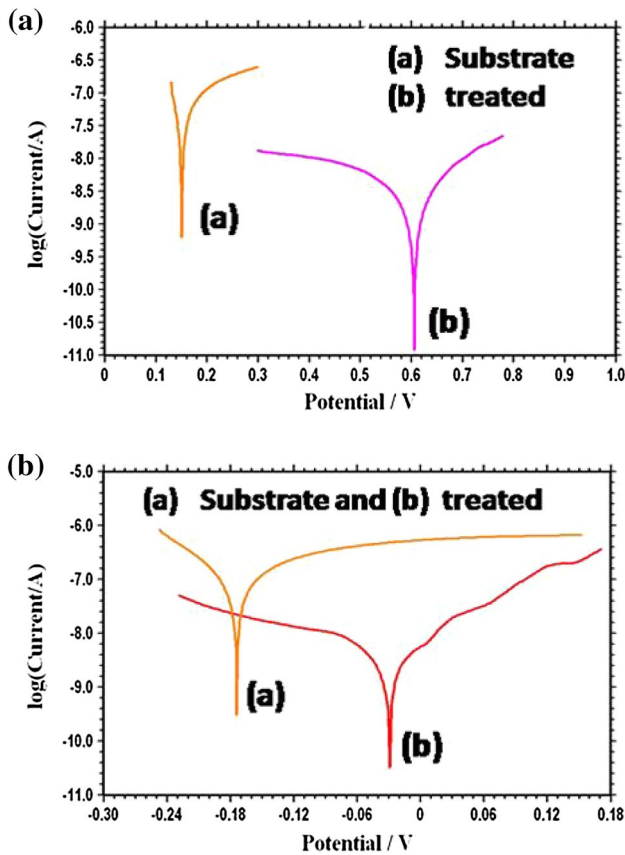 (a)
-6.0
-6.5
-7.0
-7.5
-8.0
-8.5
-9.0
-9.5
-10.0
-10.5
-11.0
log(Current/A)
(a) Substrate
(b) treated
(a)
(b)
0 0.1 0.2 0.3 0.4 0.5 0.6 0.7 0.8 0.9 1.0
Potential / V
(b)
-5.0
-6.0
-7.0
-8.0
-9.0
-10.0
-11.0
log(Current/A)
(a) Substrate and (b) treated
(a)
(b)
-0.30 -0.24 -0.18 -0.12 -0.06 0 0.06 0.12 0.18
Potential / V